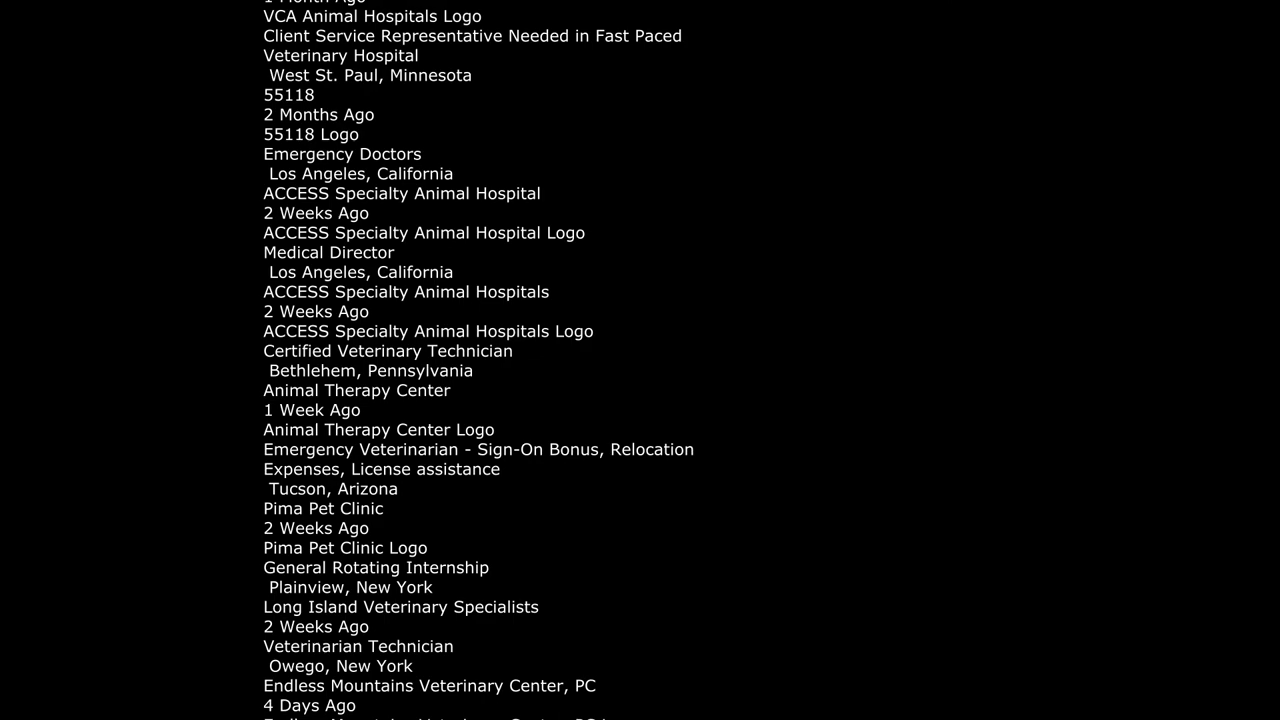 1 Month Ago
VCA Animal Hospitals Logo
Client Service Representative Needed in Fast Paced
Veterinary Hospital
West St. Paul, Minnesota
55118
2 Months Ago
55118 Logo
Emergency Doctors
Los Angeles, California
ACCESS Specialty Animal Hospital
2 Weeks Ago
ACCESS Specialty Animal Hospital Logo
Medical Director
Los Angeles, California
ACCESS Specialty Animal Hospitals
2 Weeks Ago
ACCESS Specialty Animal Hospitals Logo
Certified Veterinary Technician
Bethlehem, Pennsylvania
Animal Therapy Center
1 Week Ago
Animal Therapy Center Logo
Emergency Veterinarian - Sign-On Bonus, Relocation
Expenses, License assistance
Tucson, Arizona
Pima Pet Clinic
2 Weeks Ago
Pima Pet Clinic Logo
General Rotating Internship
Plainview, New York
Long Island Veterinary Specialists
2 Weeks Ago
Veterinarian Technician
Owego, New York
Endless Mountains Veterinary Center, PC
4 Days Ago